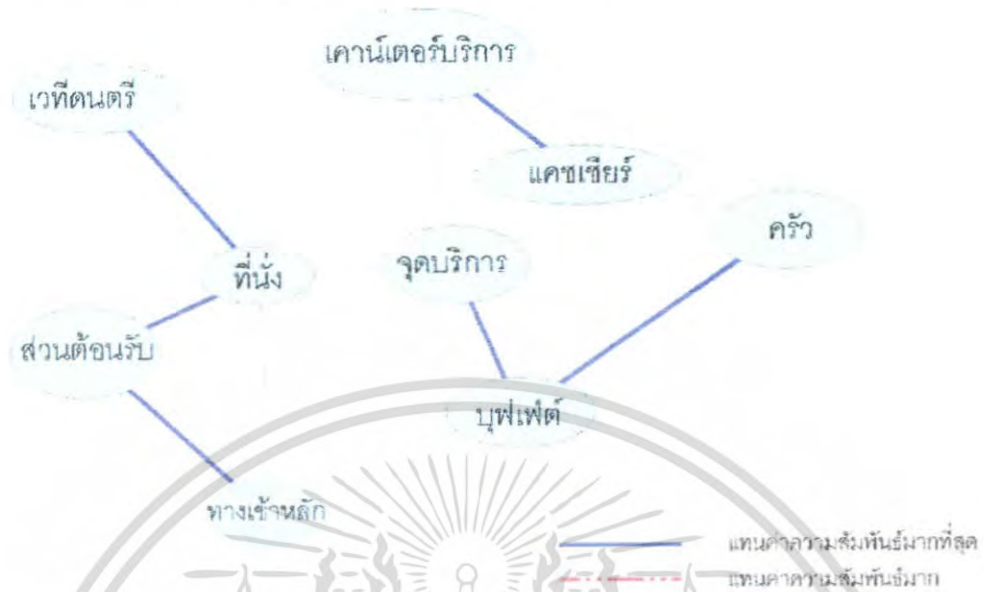 เคาน์เตอร์บริการ
เวทีดนตรี
แคชเชียร์
ครัว
จุดบริการ
ที่นั่ง
ส่วนต้อนรับ
บุฟเฟ่ต์
ทางเข้าหลัก
แทนค่าความสัมพันธ์มากที่สุด
แทนค่าความสัมพันธ์มาก